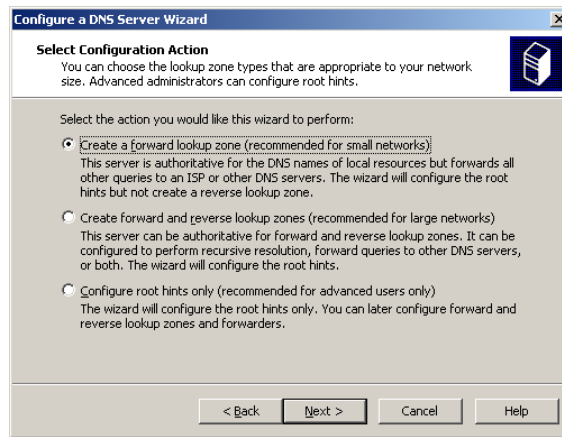 Configure a DNS Server Wizard
Select Configuration Action
You can choose the lookup zone types that are appropriate to your network
size. Advanced administrators can configure root hints.
Select the action you would like this wizard to perform:
Create a forward lookup zone (recommended for small networks)
This server is authoritative for the DNS names of local resources but forwards all
other queries to an ISP or other DNS servers. The wizard will configure the root
hints but not create a reverse lookup zone.
Create forward and reverse lookup zones (recommended for large networks)
This server can be authoritative for forward and reverse lookup zones. It can be
configured to perform recursive resolution, forward queries to other DNS servers,
or both. The wizard will configure the root hints.
Configure root hints only (recommended for advanced users only)
The wizard will configure the root hints only. You can later configure forward and
reverse lookup zones and forwarders.
< Back Next > Cancel Help